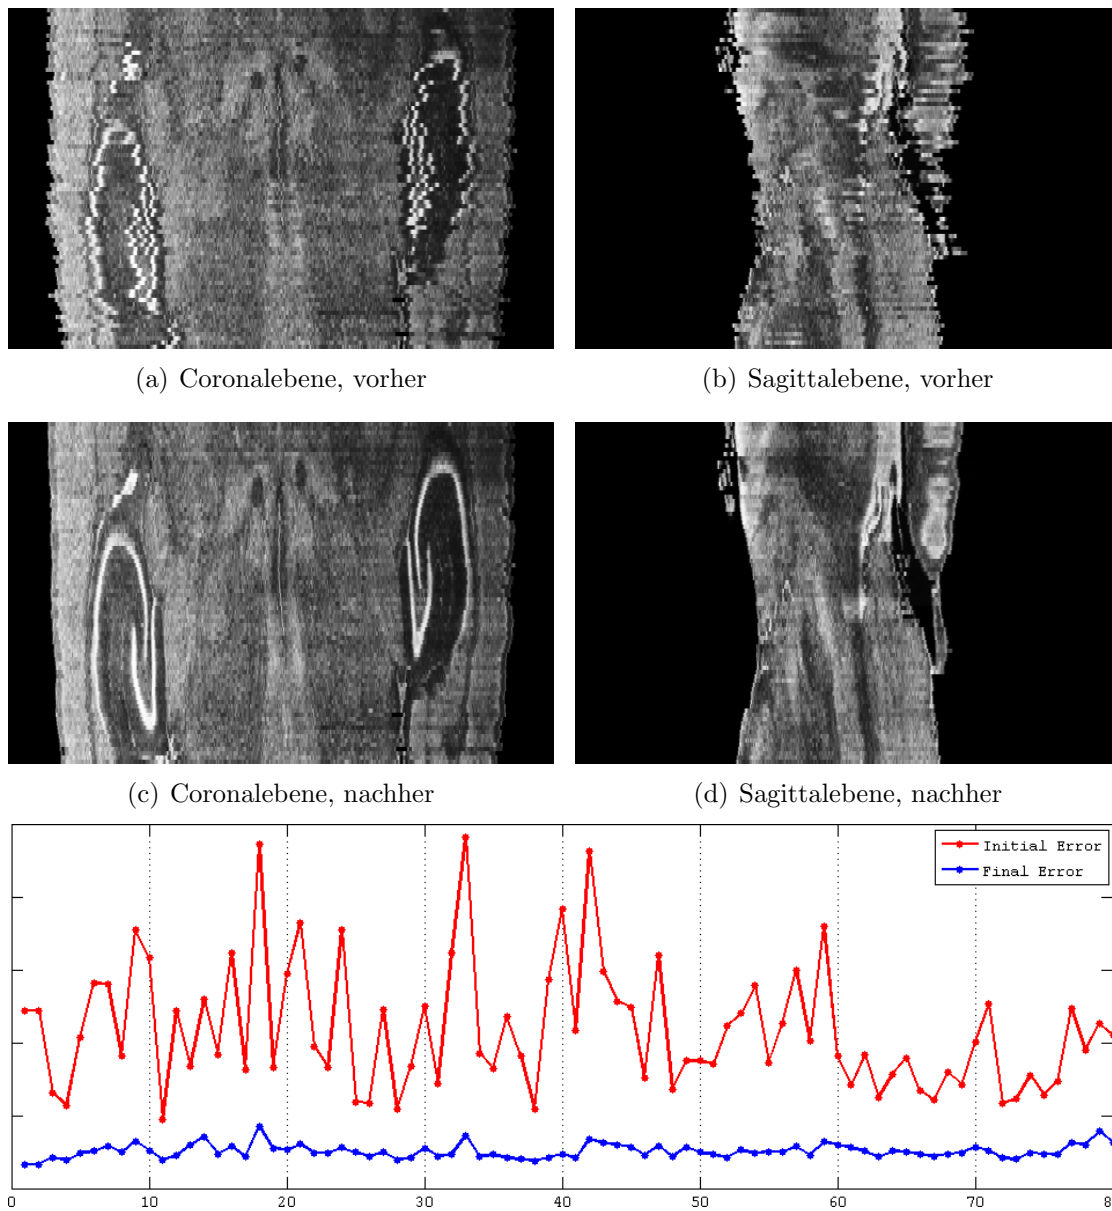 (a) Coronalebene, vorher
(b) Sagittalebene, vorher
(c) Coronalebene, nachher
(d) Sagittalebene, nachher
Initial Error
Final Error
0 10 20 30 40 50 60 70 80